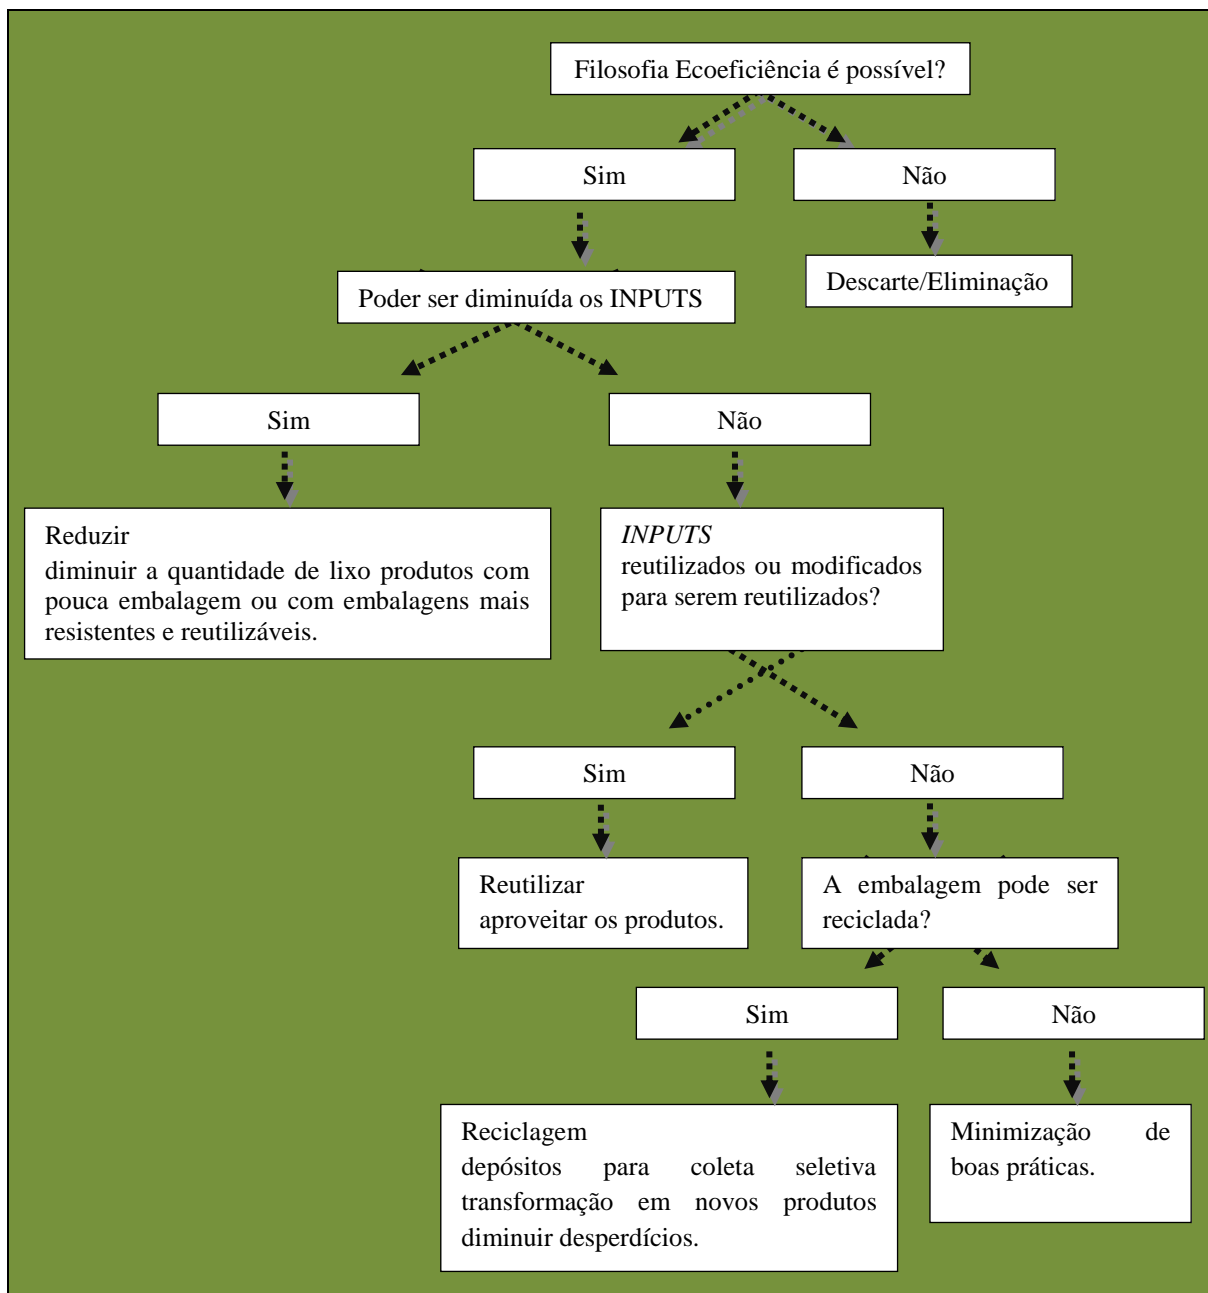 Filosofia Ecoeficiência é possível?
Sim
Não
Descarte/Eliminação
Poder ser diminuída os INPUTS
Sim
Não
Reduzir
diminuir a quantidade de lixo produtos com
pouca embalagem ou com embalagens mais
resistentes e reutilizáveis.
INPUTS
reutilizados ou modificados
para serem reutilizados?
Sim
Não
Reutilizar
aproveitar os produtos.
A embalagem pode ser
reciclada?
Sim
Não
Reciclagem
depósitos para coleta seletiva
transformação em novos produtos
diminuir desperdícios.
Minimização de
boas práticas.